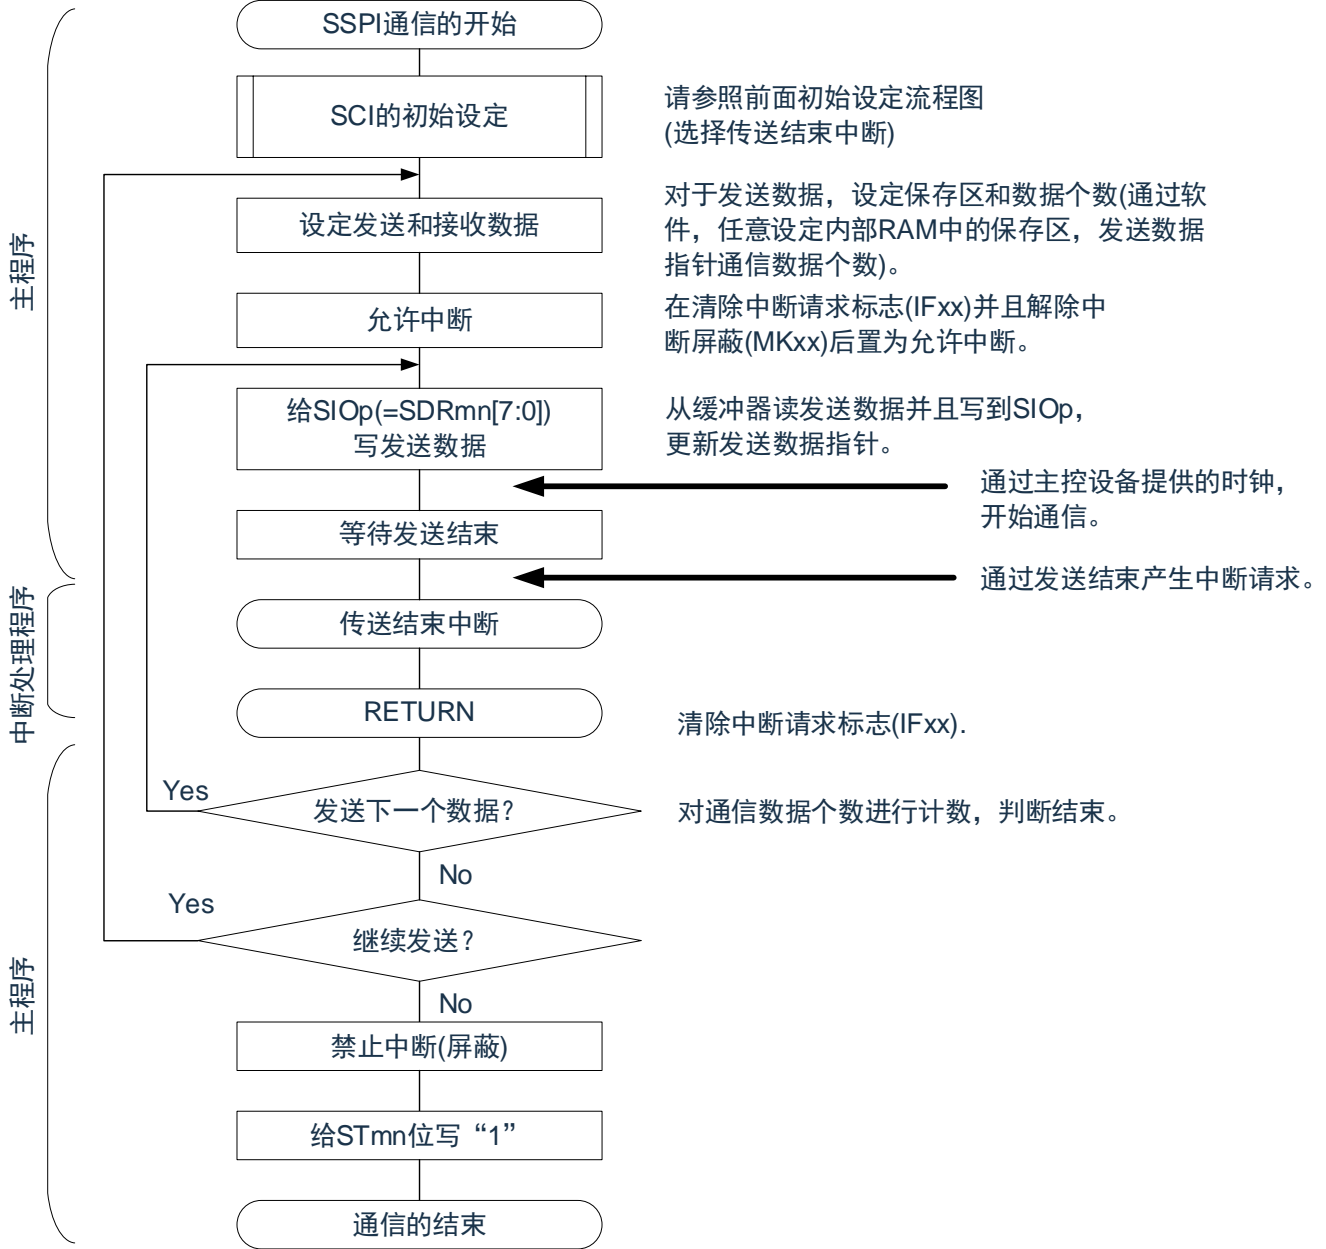 SSPI通信的开始
SCI的初始设定
请参照前面初始设定流程图
(选择传送结束中断)
设定发送和接收数据
对于发送数据，设定保存区和数据个数(通过软
件，任意设定内部RAM中的保存区，发送数据
指针通信数据个数)。
主程序
允许中断
在清除中断请求标志(IFxx)并且解除中
断屏蔽(MKxx)后置为允许中断。
给SIOp(=SDRmn[7:0])
写发送数据
从缓冲器读发送数据并且写到SIOp，
更新发送数据指针。
通过主控设备提供的时钟，
开始通信。
等待发送结束
通过发送结束产生中断请求。
中断处理程序
传送结束中断
RETURN
清除中断请求标志(IFxx).
Yes
发送下一个数据？
对通信数据个数进行计数，判断结束。
No
Yes
继续发送？
主程序
No
禁止中断(屏蔽)
给STmn位写“1”
通信的结束